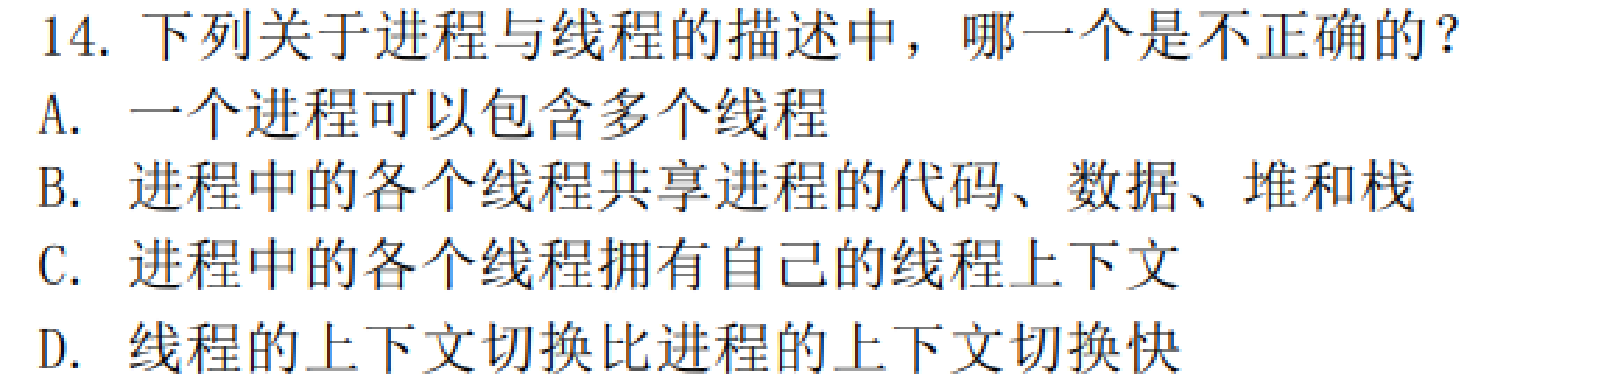 14. 下列关于进程与线程的描述中，哪一个是不正确的？
A. 一个进程可以包含多个线程
B. 进程中的各个线程共享进程的代码、数据、堆和栈
C. 进程中的各个线程拥有自己的线程上下文
D. 线程的上下文切换比进程的上下文切换快